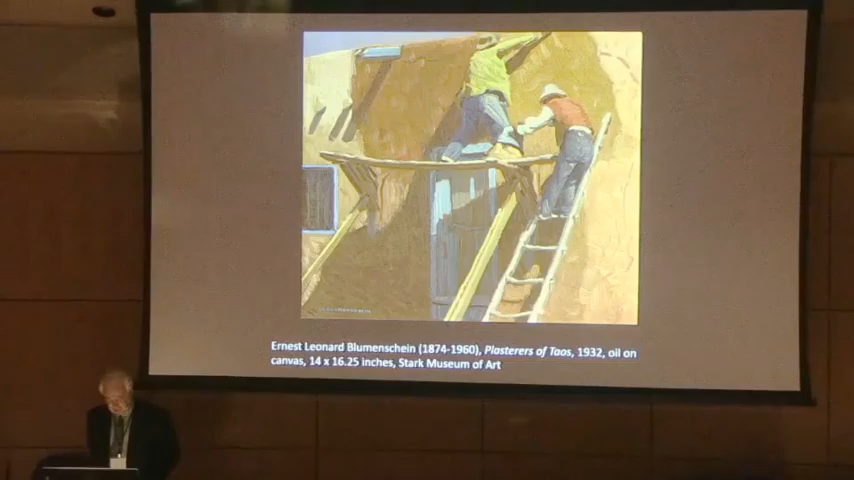 Ernest Leonard Blumenschein (1874-1960), Plasterers of Taos, 1932, oil on
canvas, 14 x 16.25 inches, Stark Museum of Art